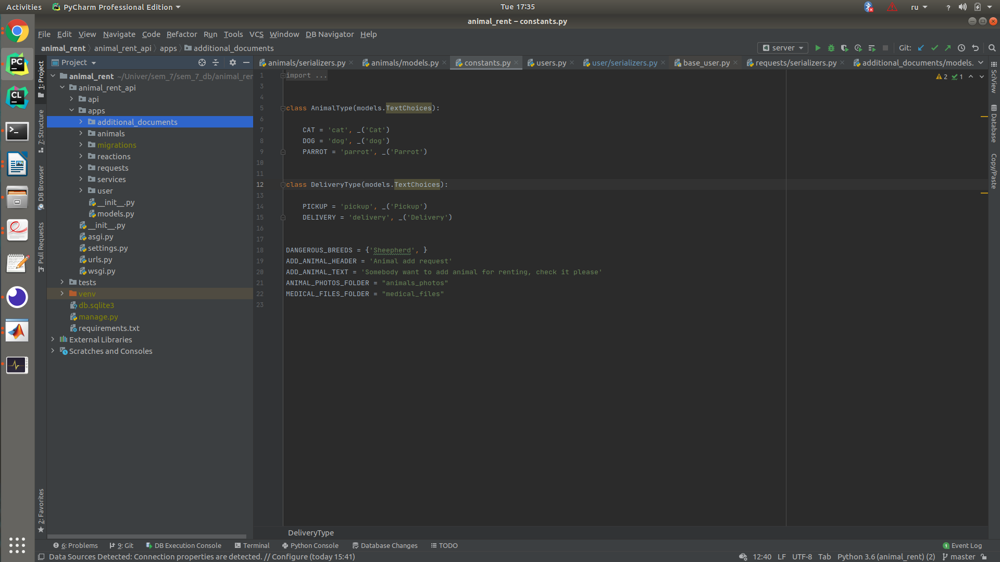 Activities PyCharm Professional Edition Tue 17:35 ru ?
animal_rent – constants.py
File Edit View Navigate Code Refactor Run Tools VCS Window DB Navigator Help
animal_rent animal_rent_api apps additional_documents server Git:
Project animals/serializers.py animals/models.py constants.py users.py user/serializers.py base_user.py requests/serializers.py additional_documents/models.
animal_rent ~/Univer/sem_7/sem_7_db/animal_rer
animal_rent_api
api
apps
additional_documents
animals
migrations
reactions
requests
services
user
__init__.py
models.py
__init__.py
asgi.py
settings.py
urls.py
wsgi.py
tests
venv
db.sqlite3
manage.py
requirements.txt
External Libraries
Scratches and Consoles
1: Project
7: Structure
DB Browser
Pull Requests
2: Favorites
2 1
1 import ...
3
4
5 class AnimalType(models.TextChoices):
6
7 CAT = 'cat', _('Cat')
8 DOG = 'dog', _('dog')
9 PARROT = 'parrot', _('Parrot')
10
11
12 class DeliveryType(models.TextChoices):
13
14 PICKUP = 'pickup', _('Pickup')
15 DELIVERY = 'delivery', _('Delivery')
16
17
18 DANGEROUS_BREEDS = {'Sheepherd', }
19 ADD_ANIMAL_HEADER = 'Animal add request'
20 ADD_ANIMAL_TEXT = 'Somebody want to add animal for renting, check it please'
21 ANIMAL_PHOTOS_FOLDER = "animals_photos"
22 MEDICAL_FILES_FOLDER = "medical_files"
23
SciView
Database
Copy/Paste
DeliveryType
6: Problems 9: Git DB Execution Console Terminal Python Console Database Changes TODO 1 Event Log
Data Sources Detected: Connection properties are detected. // Configure (today 15:41) 12:40 LF UTF-8 Tab Python 3.6 (animal_rent) (2) master